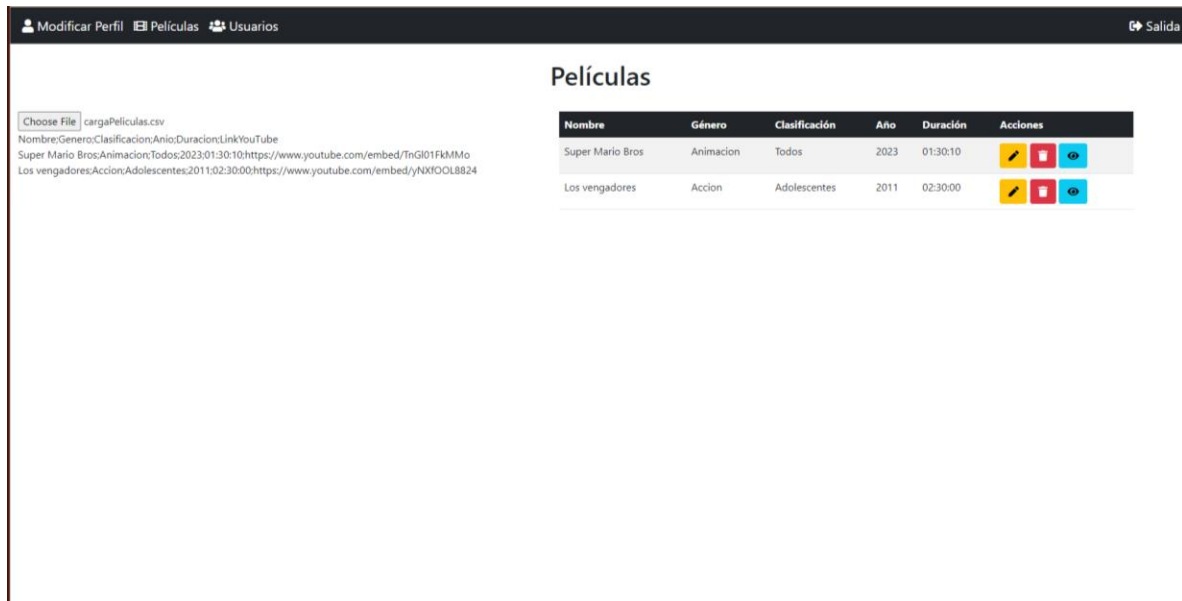 Modificar Perfil Películas Usuarios Salida
Películas
Choose File cargaPeliculas.csv
Nombre;Genero;Clasificacion;Anio;Duracion;LinkYouTube
Super Mario Bros;Animacion;Todos;2023;01:30:10;https://www.youtube.com/embed/TnGl01FkMMo
Los vengadores;Accion;Adolescentes;2011;02:30:00;https://www.youtube.com/embed/yNXfOOL8824
Nombre Género Clasificación Año Duración Acciones
Super Mario Bros Animacion Todos 2023 01:30:10
Los vengadores Accion Adolescentes 2011 02:30:00